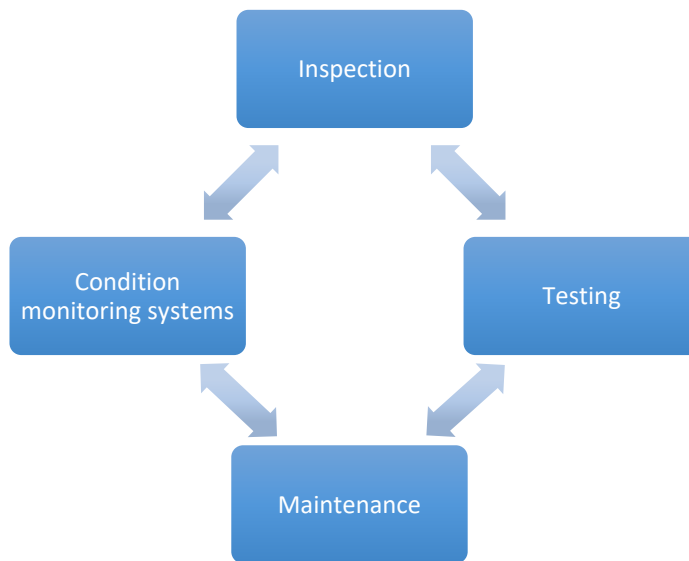 Inspection
Condition
monitoring systems
Testing
Maintenance